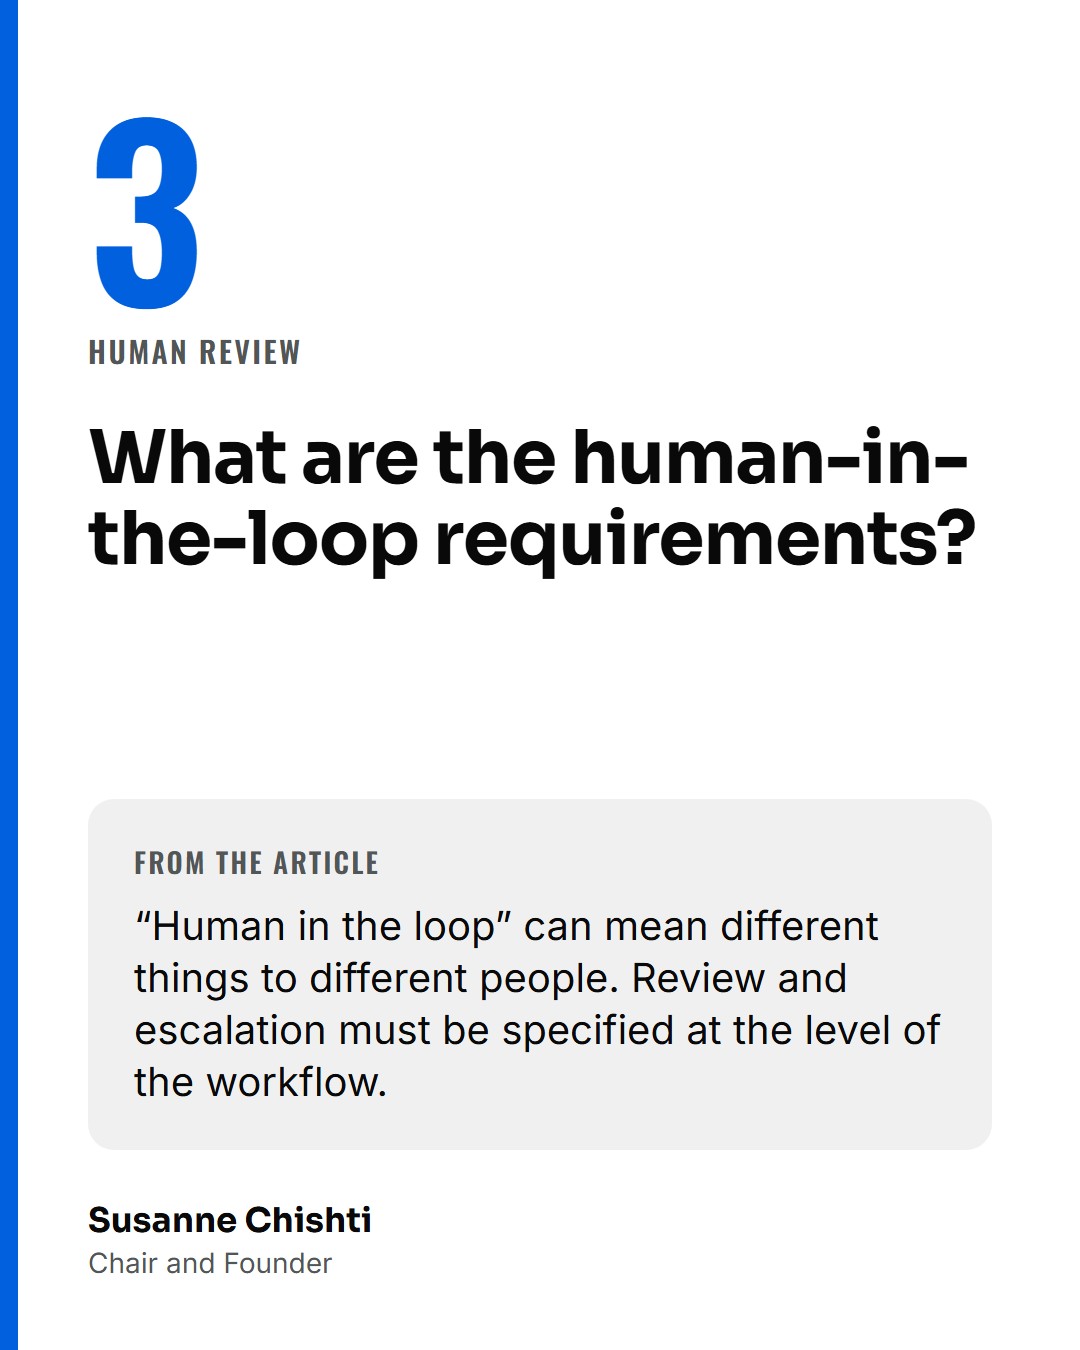 3
HUMAN REVIEW
What are the human-in-
the-loop requirements?
FROM THE ARTICLE
“Human in the loop” can mean different
things to different people. Review and
escalation must be specified at the level of
the workflow.
Susanne Chishti
Chair and Founder